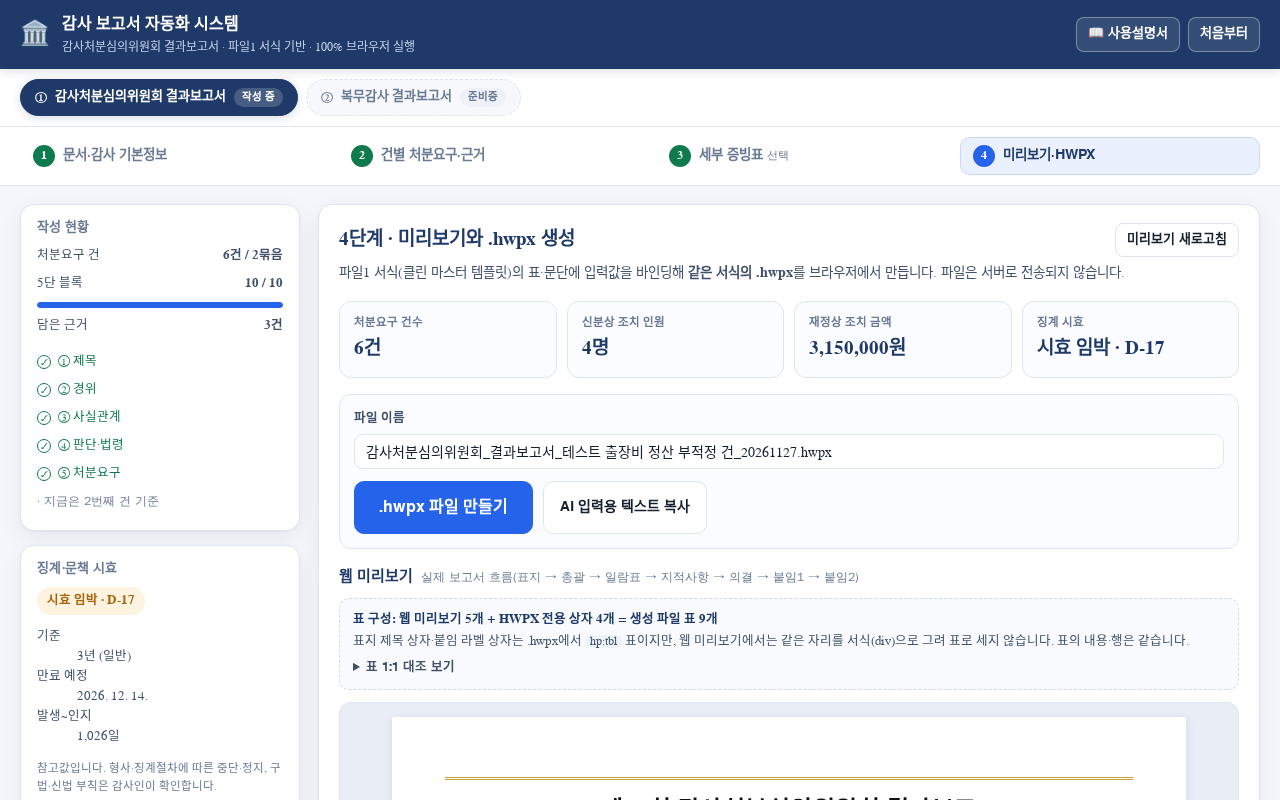 감사 보고서 자동화 시스템
감사처분심의위원회 결과보고서 · 파일1 서식 기반 · 100% 브라우저 실행
📖 사용설명서
처음부터
① 감사처분심의위원회 결과보고서 작성 중
② 복무감사 결과보고서 준비중
1 문서·감사 기본정보
2 건별 처분요구·근거
3 세부 증빙표 선택
4 미리보기·HWPX
작성 현황
처분요구 건 6건 / 2묶음
5단 블록 10 / 10
담은 근거 3건
✓ ① 제목
✓ ② 경위
✓ ③ 사실관계
✓ ④ 판단·법령
✓ ⑤ 처분요구
· 지금은 2번째 건 기준
징계·문책 시효
시효 임박 · D-17
기준
3년 (일반)
만료 예정
2026. 12. 14.
발생~인지
1,026일
참고값입니다. 형사·징계절차에 따른 중단·정지, 구
법·신법 부칙은 감사인이 확인합니다.
4단계 · 미리보기와 .hwpx 생성
미리보기 새로고침
파일1 서식(클린 마스터 템플릿)의 표·문단에 입력값을 바인딩해 같은 서식의 .hwpx를 브라우저에서 만듭니다. 파일은 서버로 전송되지 않습니다.
처분요구 건수
6건
신분상 조치 인원
4명
재정상 조치 금액
3,150,000원
징계 시효
시효 임박 · D-17
파일 이름
감사처분심의위원회_결과보고서_테스트 출장비 정산 부적정 건_20261127.hwpx
.hwpx 파일 만들기
AI 입력용 텍스트 복사
웹 미리보기 실제 보고서 흐름(표지 → 총괄 → 일람표 → 지적사항 → 의결 → 붙임1 → 붙임2)
표 구성: 웹 미리보기 5개 + HWPX 전용 상자 4개 = 생성 파일 표 9개
표지 제목 상자·붙임 라벨 상자는 .hwpx에서 hp:tbl 표이지만, 웹 미리보기에서는 같은 자리를 서식(div)으로 그려 표로 세지 않습니다. 표의 내용·행은 같습니다.
▶ 표 1:1 대조 보기